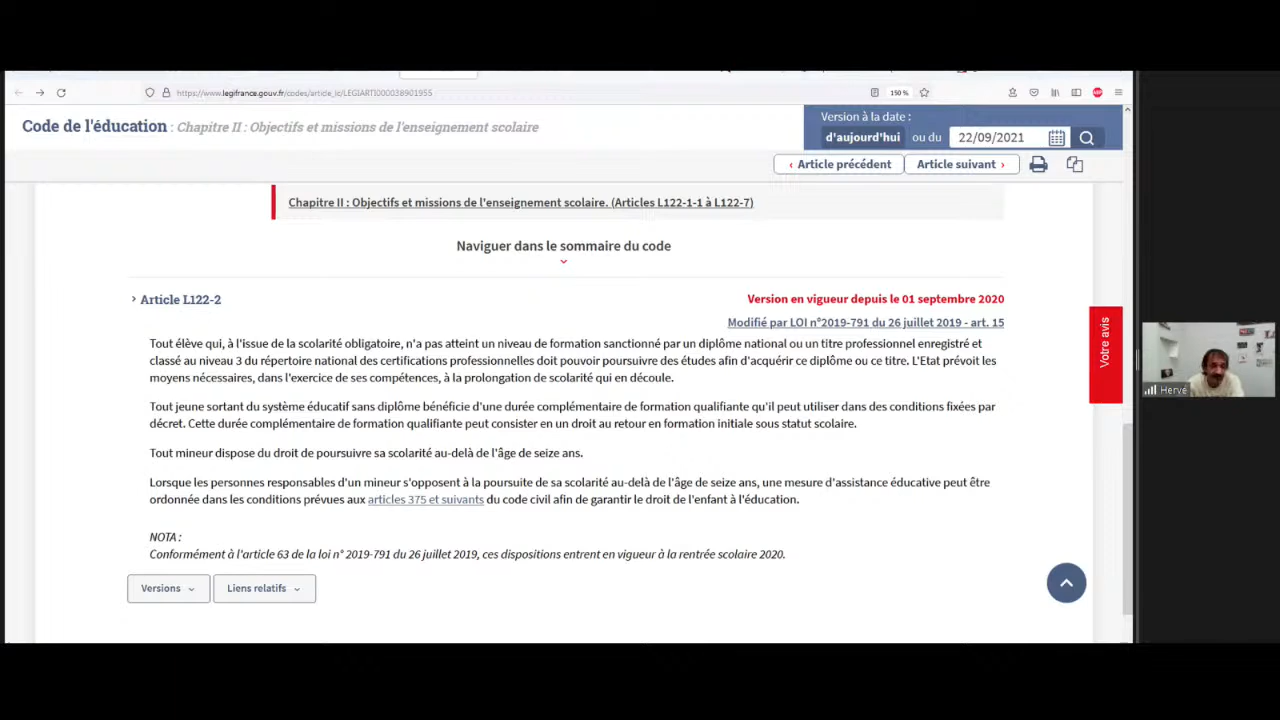 https://www.legifrance.gouv.fr/codes/article_lc/LEGIARTI000038901955
150 %
Code de l'éducation : Chapitre II : Objectifs et missions de l'enseignement scolaire
Version à la date :
d'aujourd'hui ou du 22/09/2021
‹ Article précédent
Article suivant ›
Chapitre II : Objectifs et missions de l'enseignement scolaire. (Articles L122-1-1 à L122-7)
Naviguer dans le sommaire du code
Article L122-2
Version en vigueur depuis le 01 septembre 2020
Modifié par LOI n°2019-791 du 26 juillet 2019 - art. 15
Tout élève qui, à l'issue de la scolarité obligatoire, n'a pas atteint un niveau de formation sanctionné par un diplôme national ou un titre professionnel enregistré et
classé au niveau 3 du répertoire national des certifications professionnelles doit pouvoir poursuivre des études afin d'acquérir ce diplôme ou ce titre. L'Etat prévoit les
moyens nécessaires, dans l'exercice de ses compétences, à la prolongation de scolarité qui en découle.
Tout jeune sortant du système éducatif sans diplôme bénéficie d'une durée complémentaire de formation qualifiante qu'il peut utiliser dans des conditions fixées par
décret. Cette durée complémentaire de formation qualifiante peut consister en un droit au retour en formation initiale sous statut scolaire.
Tout mineur dispose du droit de poursuivre sa scolarité au-delà de l'âge de seize ans.
Lorsque les personnes responsables d'un mineur s'opposent à la poursuite de sa scolarité au-delà de l'âge de seize ans, une mesure d'assistance éducative peut être
ordonnée dans les conditions prévues aux articles 375 et suivants du code civil afin de garantir le droit de l'enfant à l'éducation.
NOTA :
Conformément à l'article 63 de la loi n° 2019-791 du 26 juillet 2019, ces dispositions entrent en vigueur à la rentrée scolaire 2020.
Versions
Liens relatifs
Votre avis
Hervé